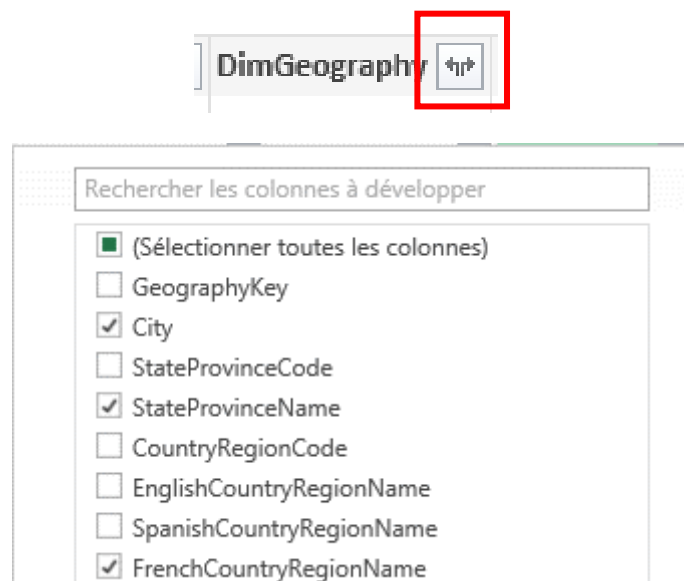 DimGeography
Rechercher les colonnes à développer
(Sélectionner toutes les colonnes)
GeographyKey
City
StateProvinceCode
StateProvinceName
CountryRegionCode
EnglishCountryRegionName
SpanishCountryRegionName
FrenchCountryRegionName